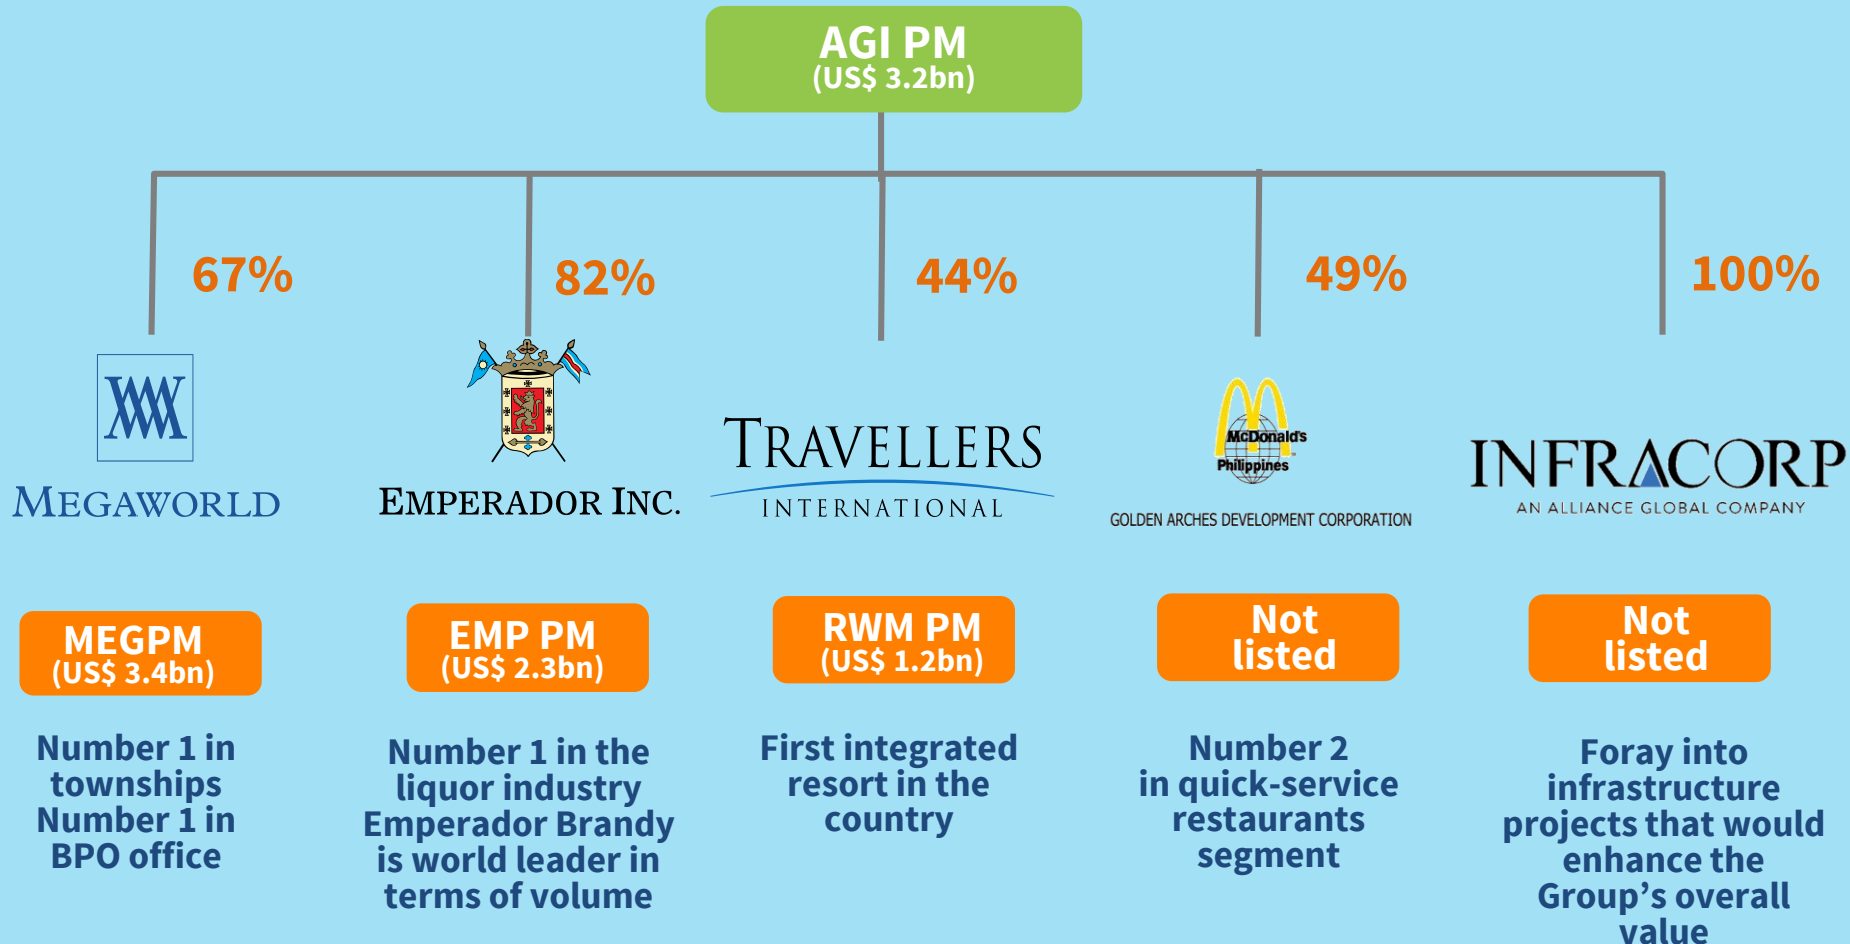 AGI PM
(US$ 3.2bn)
67%
82%
44%
49%
100%
MEGAWORLD
EMPERADOR INC.
TRAVELLERS
INTERNATIONAL
McDonald's
Philippines
GOLDEN ARCHES DEVELOPMENT CORPORATION
INFRACORP
AN ALLIANCE GLOBAL COMPANY
MEGPM
(US$ 3.4bn)
EMP PM
(US$ 2.3bn)
RWM PM
(US$ 1.2bn)
Not
listed
Not
listed
Number 1 in
townships
Number 1 in
BPO office
Number 1 in the
liquor industry
Emperador Brandy
is world leader in
terms of volume
First integrated
resort in the
country
Number 2
in quick-service
restaurants
segment
Foray into
infrastructure
projects that would
enhance the
Group's overall
value